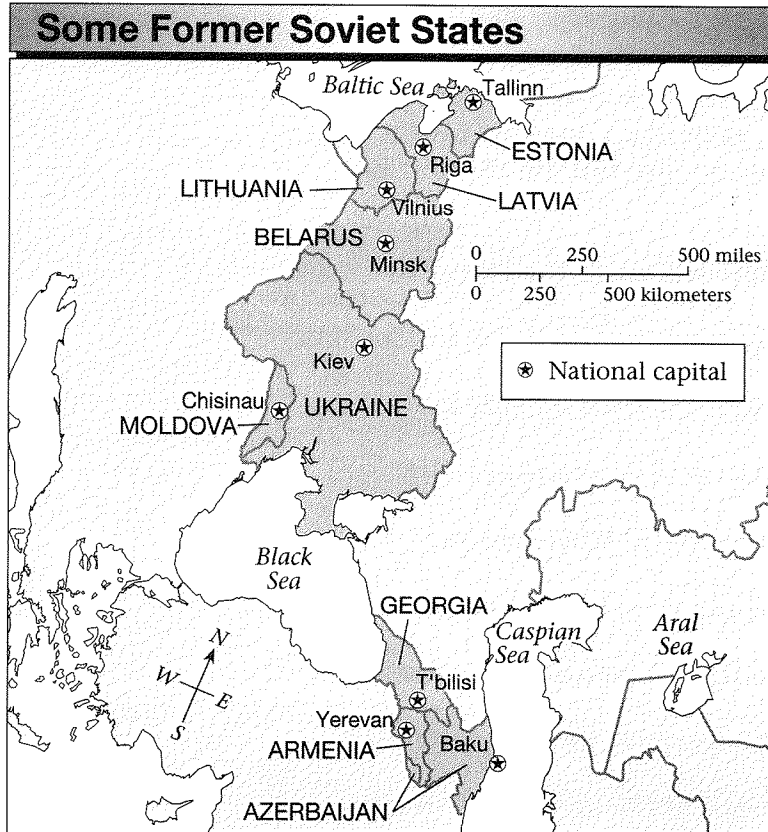 Some Former Soviet States
Baltic Sea
Tallinn
ESTONIA
Riga
LITHUANIA
LATVIA
Vilnius
BELARUS
Minsk
0 250 500 miles
0 250 500 kilometers
Kiev
National capital
Chisinau
UKRAINE
MOLDOVA
Black
Sea
GEORGIA
Caspian
Sea
Aral
Sea
N
W
E
S
T'bilisi
Yerevan
ARMENIA
Baku
AZERBAIJAN